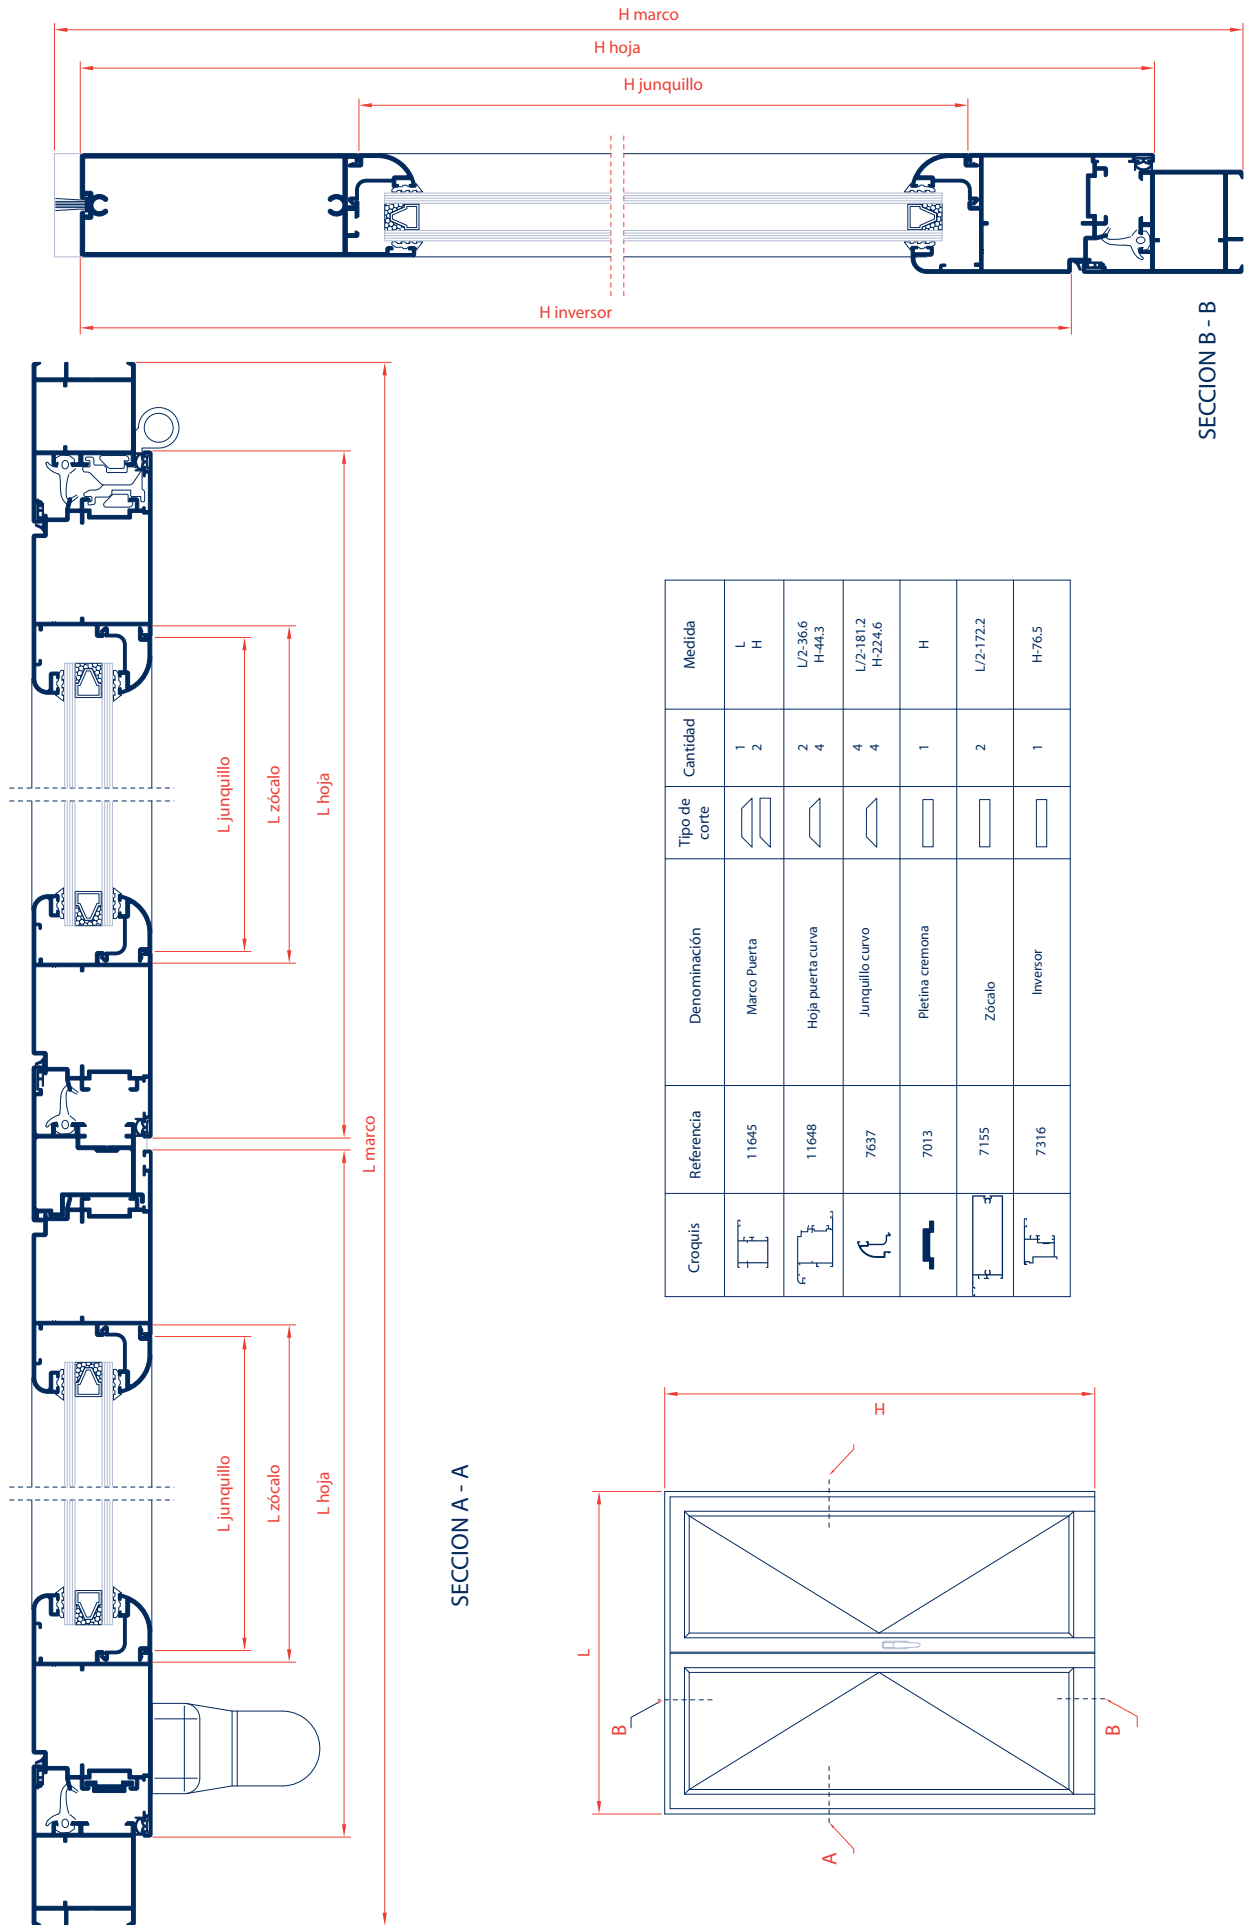 H marco
H hoja
H junquillo
H inversor
SECCION B - B
L junquillo
L zócalo
L hoja
L marco
L junquillo
L zócalo
L hoja
SECCION A - A
Croquis Referencia Denominación Tipo de corte Cantidad Medida
11645 Marco Puerta 1 L
2 H
11648 Hoja puerta curva 2 L/2-36.6
4 H-44.3
7637 Junquillo curvo 4 L/2-181.2
4 H-224.6
7013 Pletina cremona 1 H
7155 Zócalo 2 L/2-172.2
7316 Inversor 1 H-76.5
H
L
B
B
A